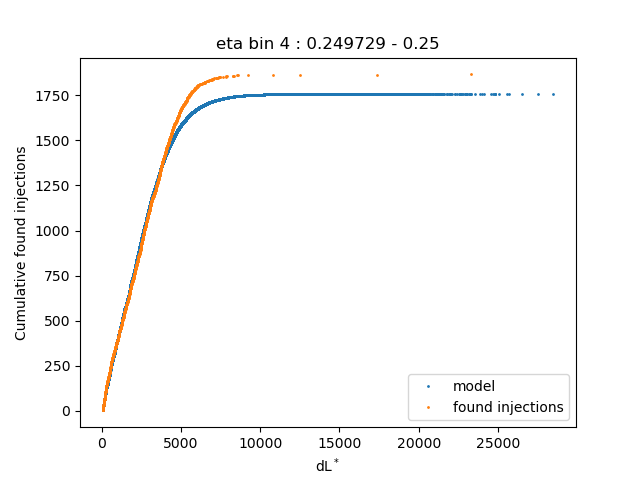 eta bin 4 : 0.249729 - 0.25
Cumulative found injections
1750
1500
1250
1000
750
500
250
0
0 5000 10000 15000 20000 25000
dL*
model
found injections